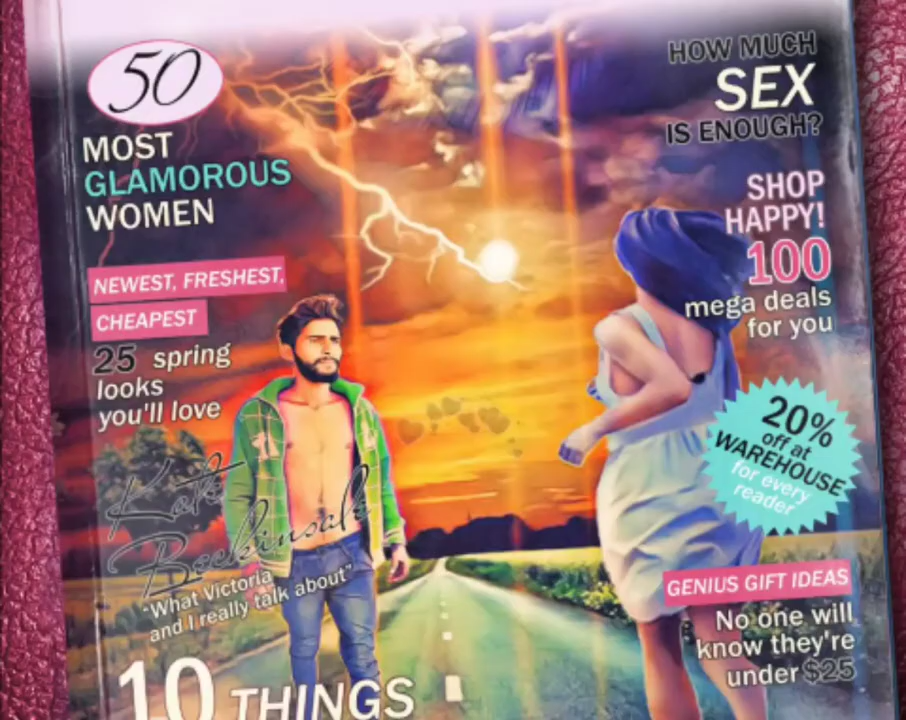 50
MOST
GLAMOROUS
WOMEN
NEWEST, FRESHEST,
CHEAPEST
25 spring
looks
you'll love
Kate
Beckinsale
"What Victoria
and I really talk about"
10 THINGS
HOW MUCH
SEX
IS ENOUGH?
SHOP
HAPPY!
100
mega deals
for you
20%
off at
WAREHOUSE
for every
reader
GENIUS GIFT IDEAS
No one will
know they're
under $25